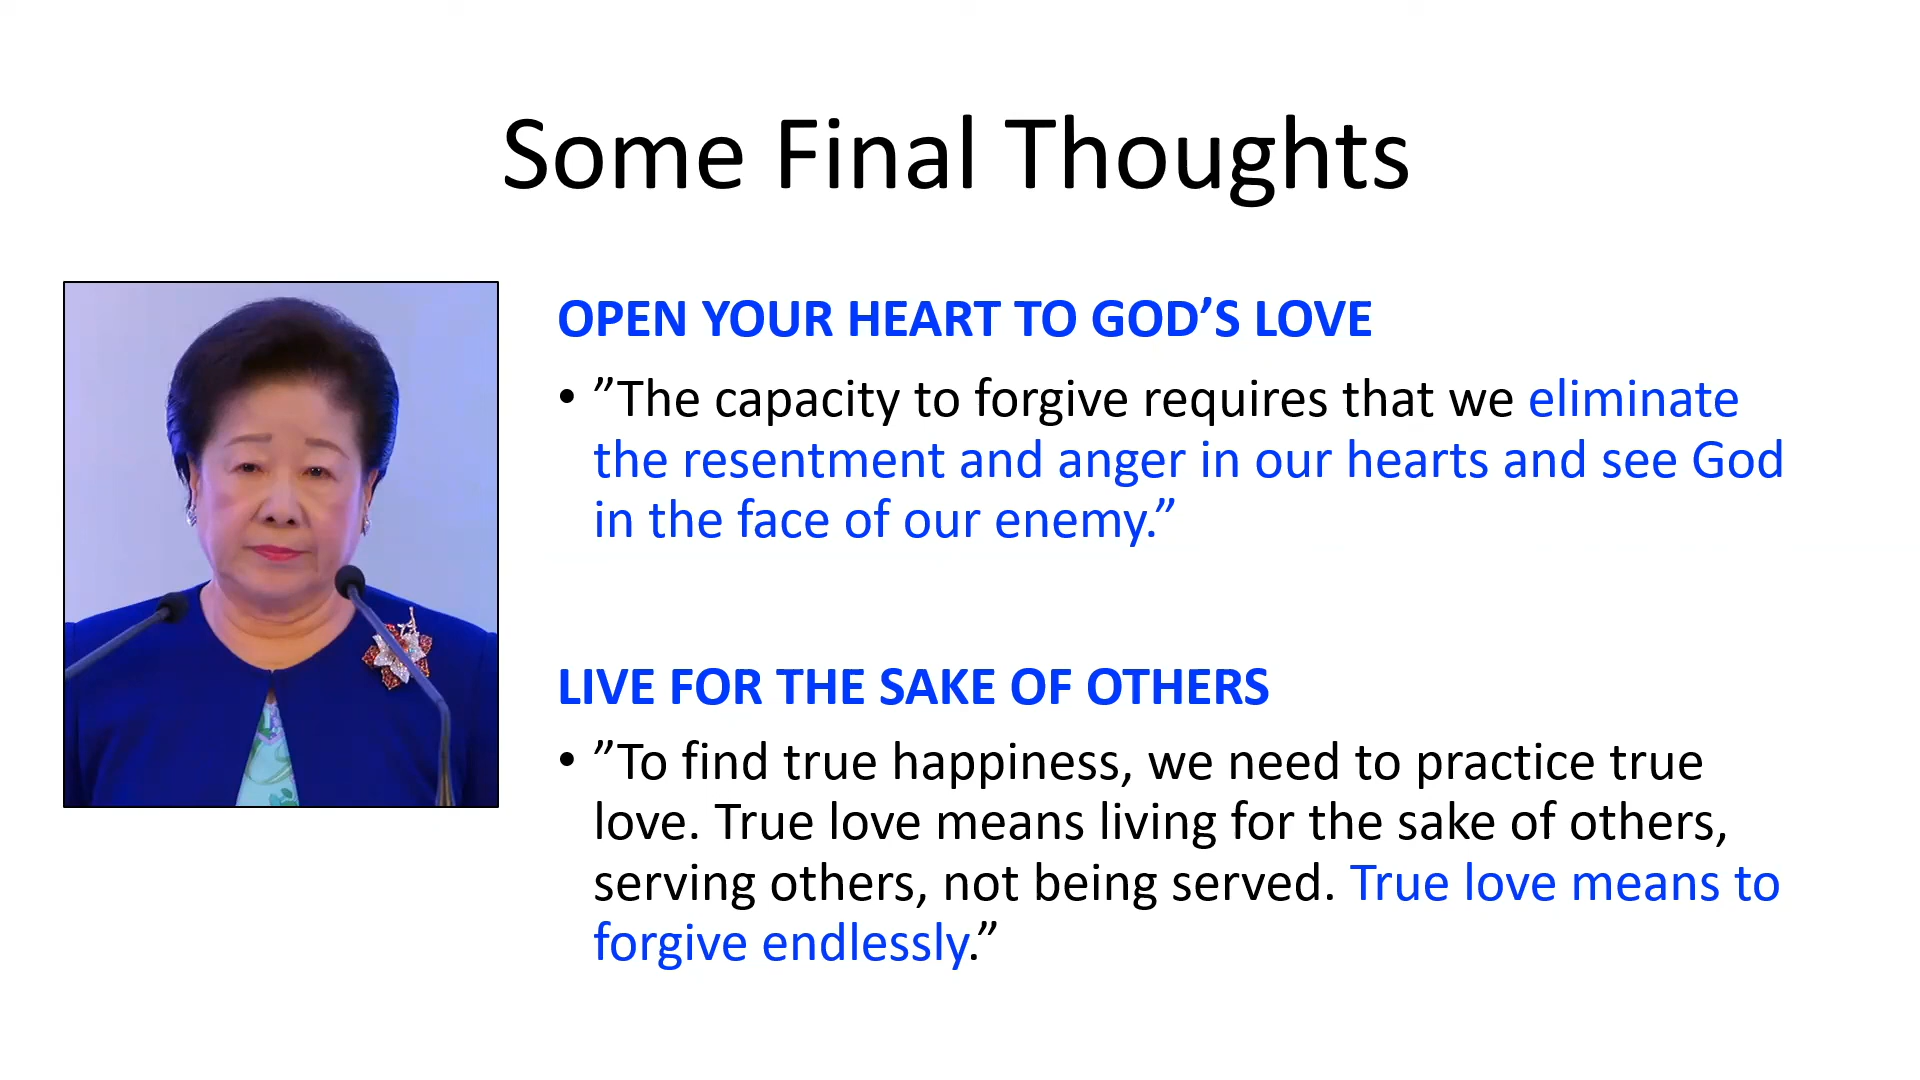 Some Final Thoughts
OPEN YOUR HEART TO GOD’S LOVE
• ”The capacity to forgive requires that we eliminate
the resentment and anger in our hearts and see God
in the face of our enemy.”
LIVE FOR THE SAKE OF OTHERS
• ”To find true happiness, we need to practice true
love. True love means living for the sake of others,
serving others, not being served. True love means to
forgive endlessly.”